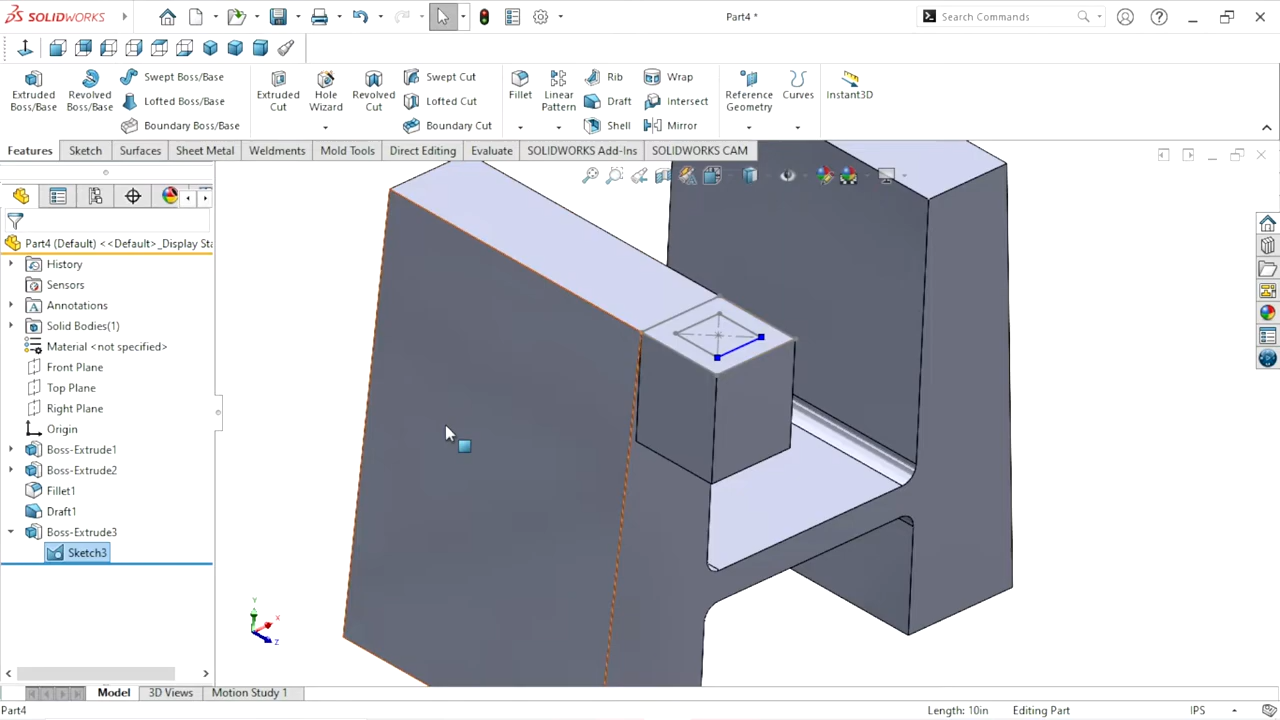 SOLIDWORKS
Part4 *
Search Commands
Extruded Boss/Base
Revolved Boss/Base
Swept Boss/Base
Lofted Boss/Base
Boundary Boss/Base
Extruded Cut
Hole Wizard
Revolved Cut
Swept Cut
Lofted Cut
Boundary Cut
Fillet
Linear Pattern
Rib
Draft
Shell
Wrap
Intersect
Mirror
Reference Geometry
Curves
Instant3D
Features
Sketch
Surfaces
Sheet Metal
Weldments
Mold Tools
Direct Editing
Evaluate
SOLIDWORKS Add-Ins
SOLIDWORKS CAM
Part4 (Default) <<Default>_Display Sta
History
Sensors
Annotations
Solid Bodies(1)
Material <not specified>
Front Plane
Top Plane
Right Plane
Origin
Boss-Extrude1
Boss-Extrude2
Fillet1
Draft1
Boss-Extrude3
Sketch3
Y
X
Z
Model
3D Views
Motion Study 1
Part4
Length: 10in
Editing Part
IPS